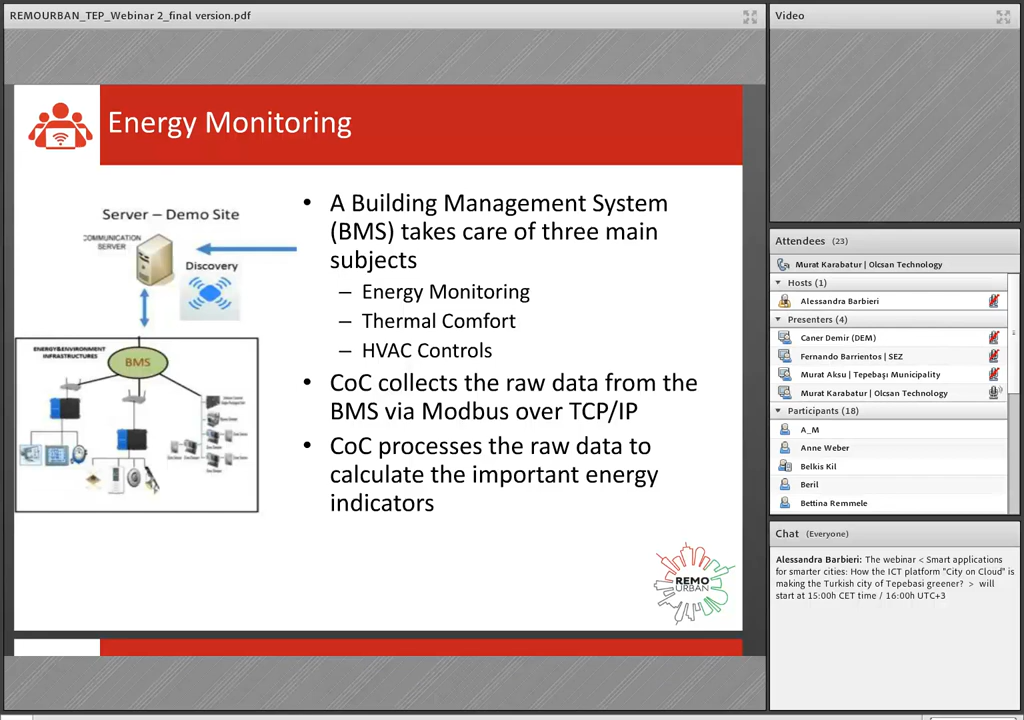 REMOURBAN_TEP_Webinar 2_final version.pdf
Energy Monitoring
Server – Demo Site
COMMUNICATION
SERVER
Discovery
ENERGY&ENVIRONMENT
INFRASTRUCTURES
BMS
• A Building Management System
(BMS) takes care of three main
subjects
– Energy Monitoring
– Thermal Comfort
– HVAC Controls
• CoC collects the raw data from the
BMS via Modbus over TCP/IP
• CoC processes the raw data to
calculate the important energy
indicators
REMO
URBAN
Video
Attendees (23)
Murat Karabatur | Olcsan Technology
Hosts (1)
Alessandra Barbieri
Presenters (4)
Caner Demir (DEM)
Fernando Barrientos | SEZ
Murat Aksu | Tepebaşı Municipality
Murat Karabatur | Olcsan Technology
Participants (18)
A_M
Anne Weber
Belkis Kil
Beril
Bettina Remmele
Chat (Everyone)
Alessandra Barbieri: The webinar < Smart applications
for smarter cities: How the ICT platform "City on Cloud" is
making the Turkish city of Tepebasi greener? > will
start at 15:00h CET time / 16:00h UTC+3